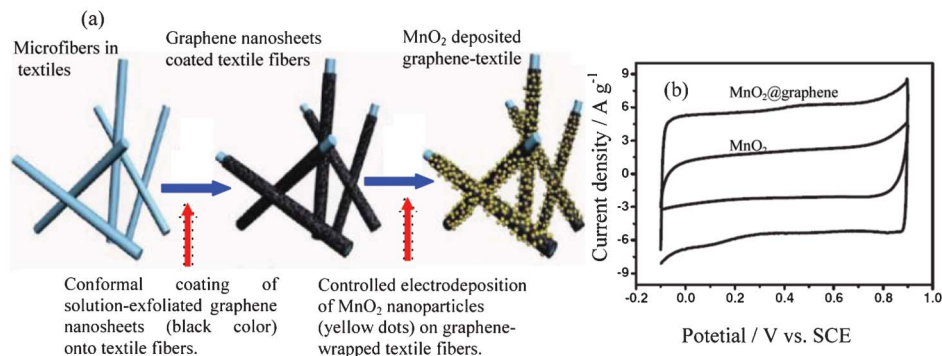 (a)
Microfibers in
textiles
Graphene nanosheets
coated textile fibers
MnO₂ deposited
graphene-textile
Conformal coating of
solution-exfoliated graphene
nanosheets (black color)
onto textile fibers.
Controlled electrodeposition
of MnO₂ nanoparticles
(yellow dots) on graphene-
wrapped textile fibers.
(b)
MnO₂@graphene
MnO₂
Current density / A g⁻¹
9
6
3
0
-3
-6
-9
-0.2 0.0 0.2 0.4 0.6 0.8 1.0
Potetial / V vs. SCE